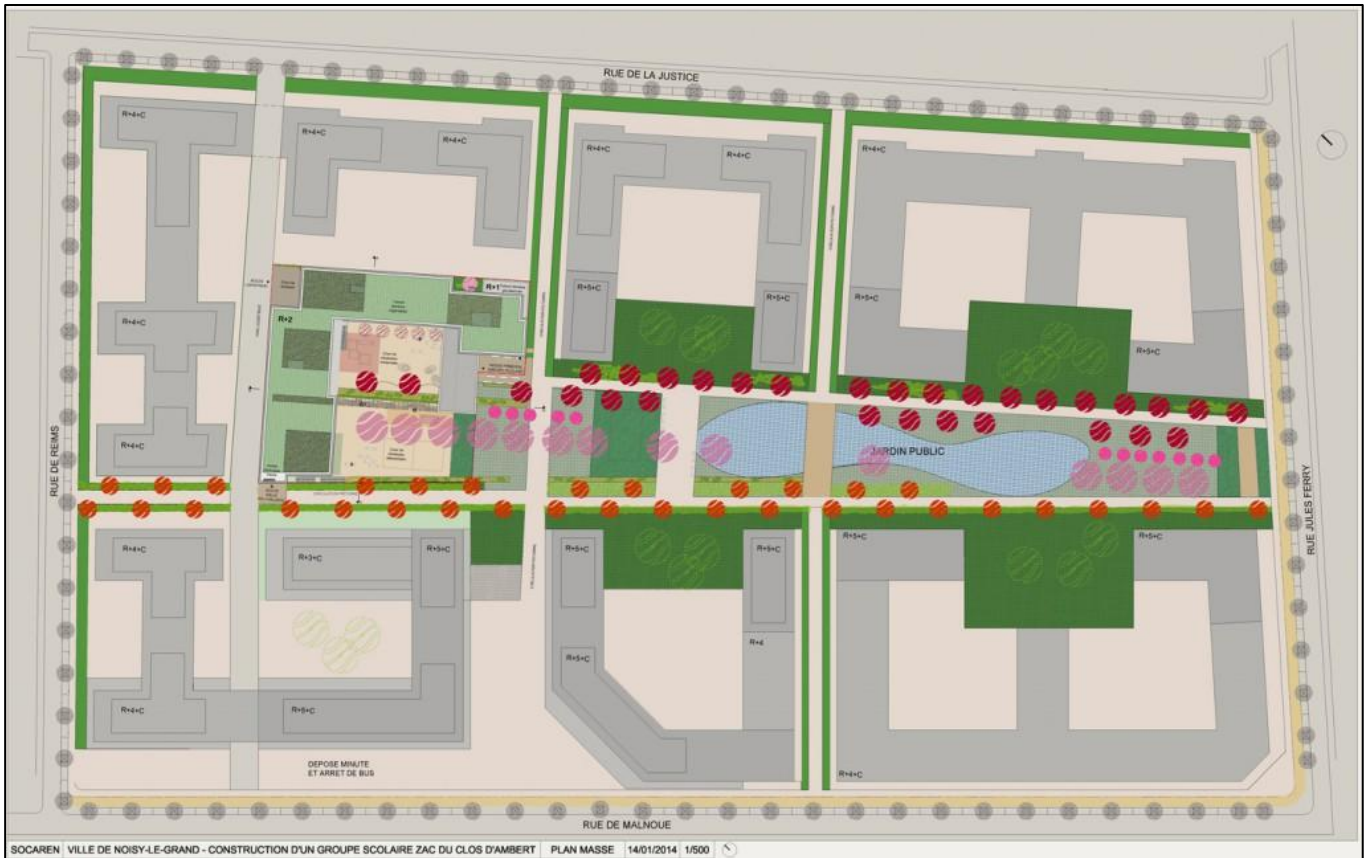 RUE DE LA JUSTICE
R+4+C
R+4+C
R+4+C
R+4+C
R+4+C
R+4+C
R+1
R+2
R+5+C
R+5+C
R+5+C
R+5+C
R+4+C
R+4+C
JARDIN PUBLIC
RUE DE REIMS
RUE JULES FERRY
R+4+C
R+3+C
R+5+C
R+5+C
R+5+C
R+5+C
R+5+C
R+4
R+5+C
R+4+C
R+5+C
R+4+C
DEPOSE MINUTE
ET ARRET DE BUS
RUE DE MALNOUE
SOCAREN VILLE DE NOISY-LE-GRAND - CONSTRUCTION D'UN GROUPE SCOLAIRE ZAC DU CLOS D'AMBERT PLAN MASSE 14/01/2014 1/500